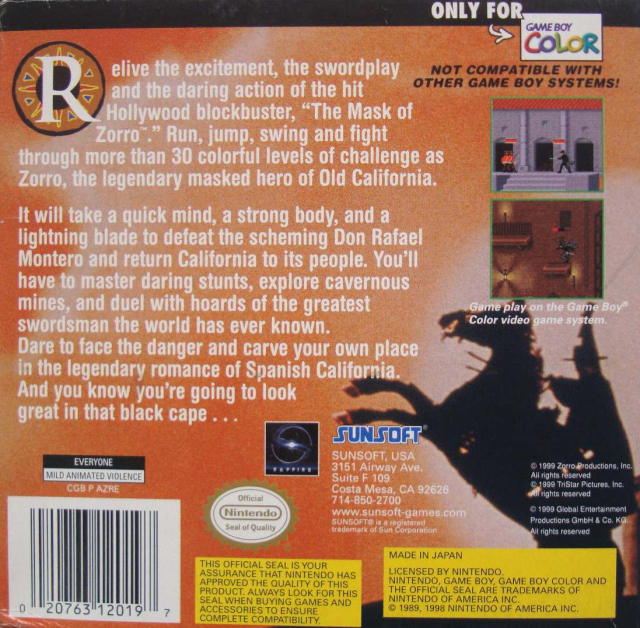 ONLY FOR
GAME BOY
COLOR
NOT COMPATIBLE WITH
OTHER GAME BOY SYSTEMS!
Relive the excitement, the swordplay
and the daring action of the hit
Hollywood blockbuster, “The Mask of
Zorro™.” Run, jump, swing and fight
through more than 30 colorful levels of challenge as
Zorro, the legendary masked hero of Old California.
It will take a quick mind, a strong body, and a
lightning blade to defeat the scheming Don Rafael
Montero and return California to its people. You’ll
have to master daring stunts, explore cavernous
mines, and duel with hoards of the greatest
swordsman the world has ever known.
Dare to face the danger and carve your own place
in the legendary romance of Spanish California.
And you know you’re going to look
great in that black cape . . .
Game play on the Game Boy®
Color video game system.
EVERYONE
MILD ANIMATED VIOLENCE
CGB P AZRE
0 20763 12019 7
Official
Nintendo
Seal of Quality
SAFFIRE
SUNSOFT®
SUNSOFT, USA
3151 Airway Ave.
Suite F 109
Costa Mesa, CA 92626
714-850-2700
www.sunsoft-games.com
SUNSOFT® is a registered
trademark of Sun Corporation
© 1999 Zorro Productions, Inc.
All rights reserved
© 1999 TriStar Pictures, Inc.
All rights reserved
© 1999 Global Entertainment
Productions GmbH & Co. KG.
All rights reserved
THIS OFFICIAL SEAL IS YOUR
ASSURANCE THAT NINTENDO HAS
APPROVED THE QUALITY OF THIS
PRODUCT. ALWAYS LOOK FOR THIS
SEAL WHEN BUYING GAMES AND
ACCESSORIES TO ENSURE
COMPLETE COMPATIBILITY.
MADE IN JAPAN
LICENSED BY NINTENDO.
NINTENDO, GAME BOY, GAME BOY COLOR AND
THE OFFICIAL SEAL ARE TRADEMARKS OF
NINTENDO OF AMERICA INC.
© 1989, 1998 NINTENDO OF AMERICA INC.